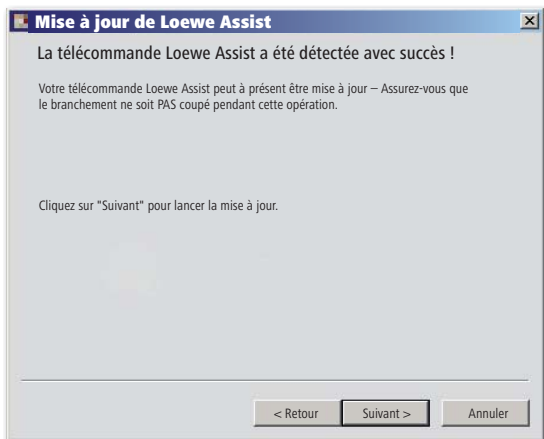 Mise à jour de Loewe Assist
La télécommande Loewe Assist a été détectée avec succès !
Votre télécommande Loewe Assist peut à présent être mise à jour – Assurez-vous que
le branchement ne soit PAS coupé pendant cette opération.
Cliquez sur "Suivant" pour lancer la mise à jour.
< Retour
Suivant >
Annuler